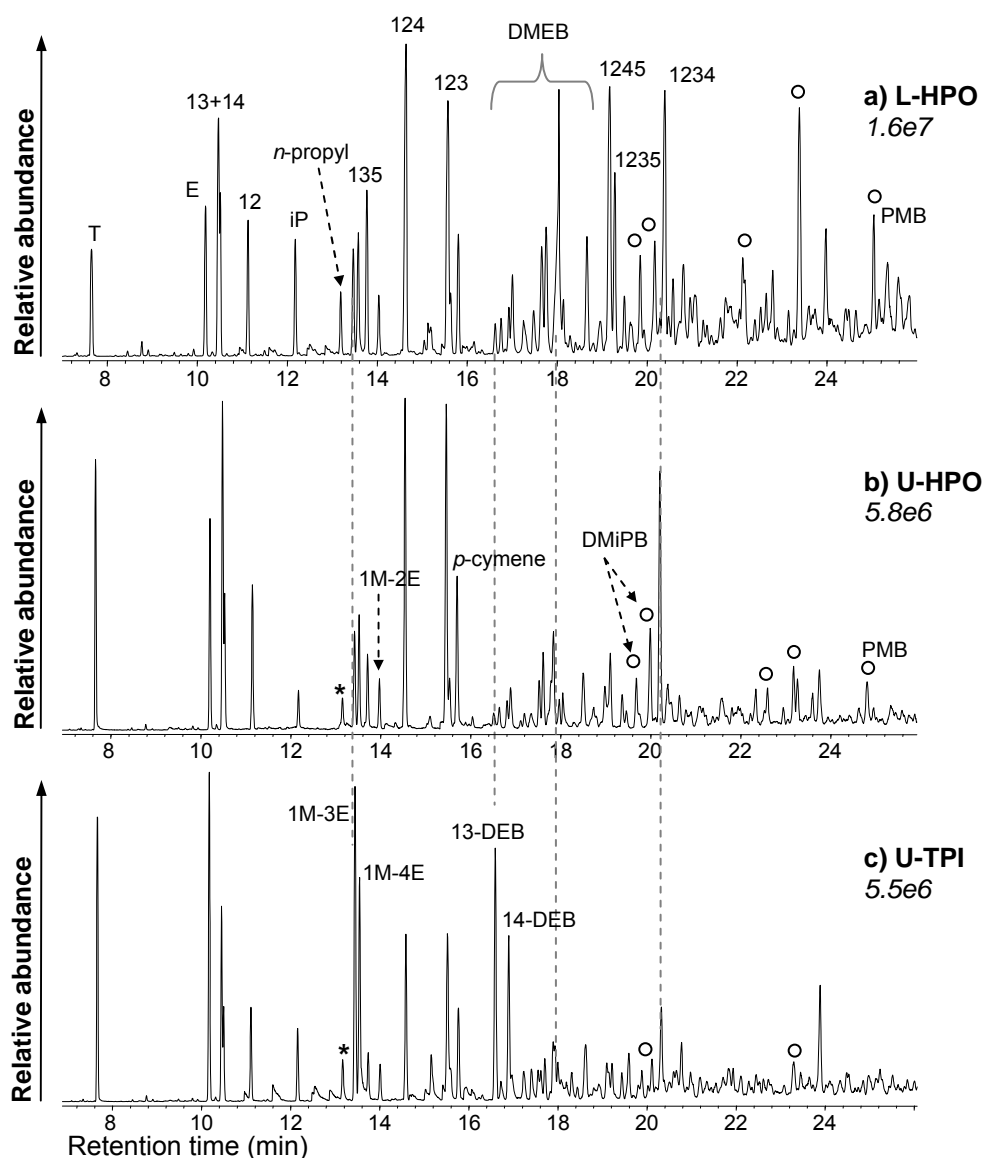 124
DMEB
123
1245
1234
13+14
a) L-HPO
1.6e7
n-propyl
135
1235
E
12
iP
T
PMB
Relative abundance
8 10 12 14 16 18 20 22 24
b) U-HPO
5.8e6
DMiPB
p-cymene
1M-2E
PMB
*
Relative abundance
8 10 12 14 16 18 20 22 24
1M-3E
13-DEB
c) U-TPI
5.5e6
1M-4E
14-DEB
*
Relative abundance
8 10 12 14 16 18 20 22 24
Retention time (min)